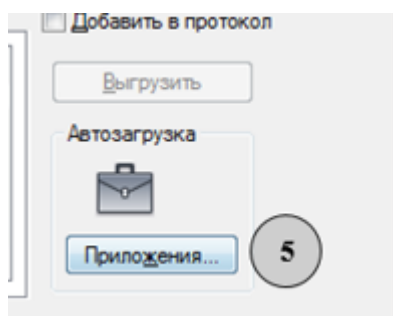 Добавить в протокол
Выгрузить
Автозагрузка
Приложения...
5